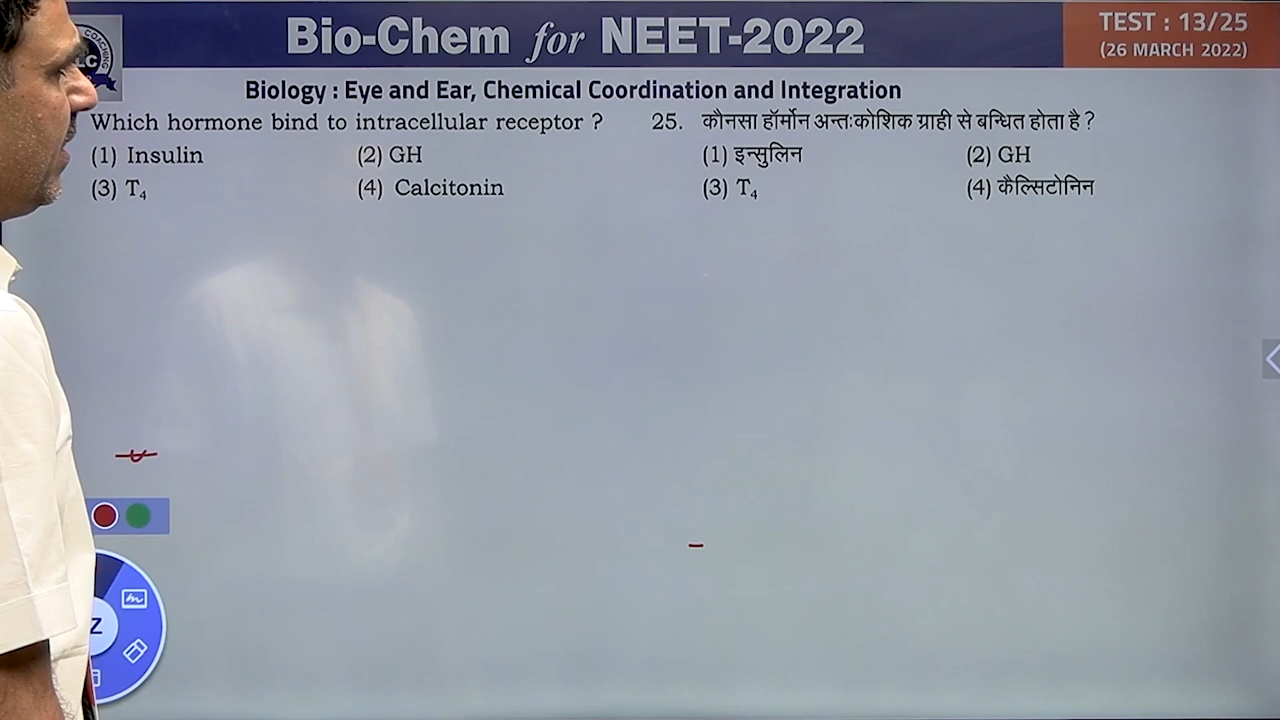 COACHING
LC
Bio-Chem for NEET-2022
TEST : 13/25
(26 MARCH 2022)
Biology : Eye and Ear, Chemical Coordination and Integration
Which hormone bind to intracellular receptor ?
(1) Insulin (2) GH
(3) T₄ (4) Calcitonin
25. कौनसा हॉर्मोन अन्तःकोशिक ग्राही से बन्धित होता है ?
(1) इन्सुलिन (2) GH
(3) T₄ (4) कैल्सिटोनिन
Z